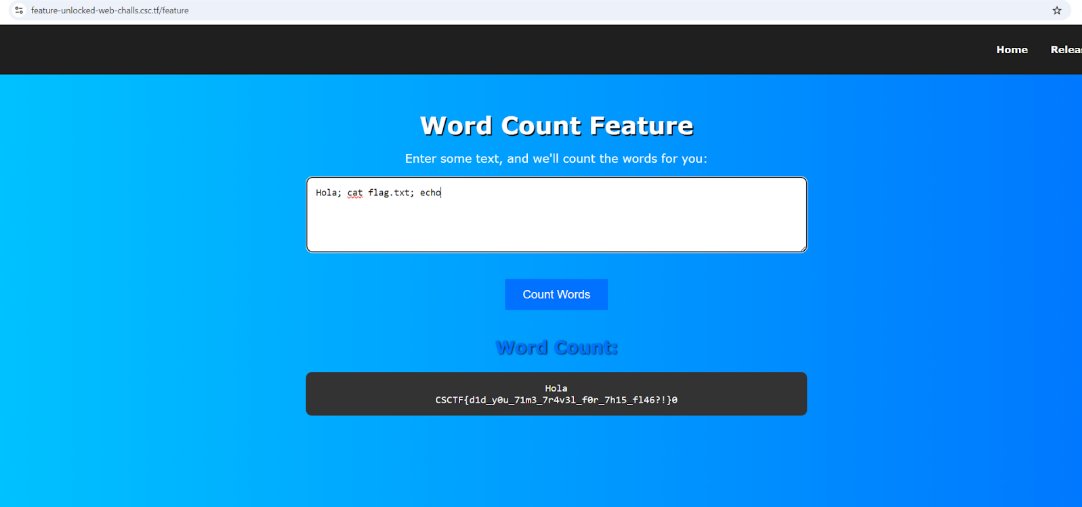 feature-unlocked-web-challs.csc.tf/feature
Home Relea
Word Count Feature
Enter some text, and we'll count the words for you:
Hola; cat flag.txt; echo
Count Words
Word Count:
Hola
CSCTF{d1d_y0u_71m3_7r4v3l_f0r_7h15_fl46?!}0